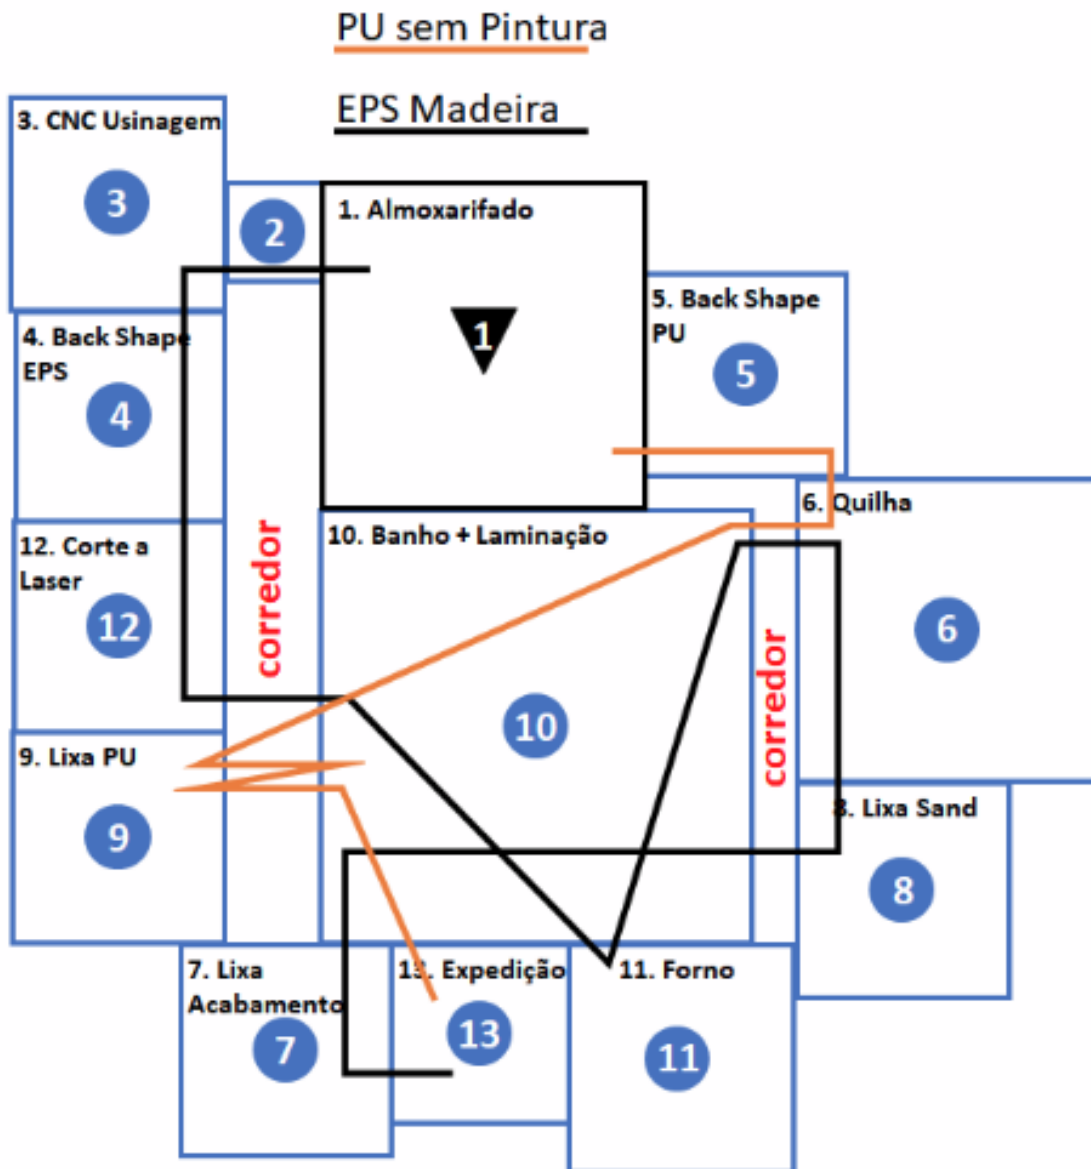 PU sem Pintura
EPS Madeira
3. CNC Usinagem
3
2
1. Almoxarifado
1
5. Back Shape
PU
5
4. Back Shape
EPS
4
6. Quilha
6
12. Corte a
Laser
12
corredor
10. Banho + Laminação
10
corredor
9. Lixa PU
9
8. Lixa Sand
8
7. Lixa
Acabamento
7
13. Expedição
13
11. Forno
11